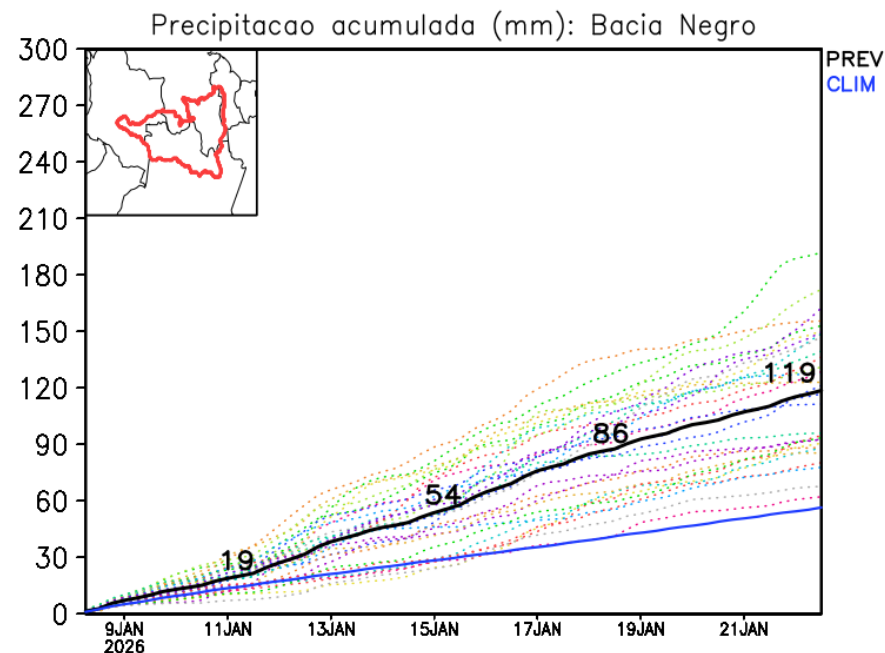 Precipitacao acumulada (mm): Bacia Negro
PREV
CLIM
300
270
240
210
180
150
120
90
60
30
0
119
86
54
19
9JAN
2026
11JAN
13JAN
15JAN
17JAN
19JAN
21JAN